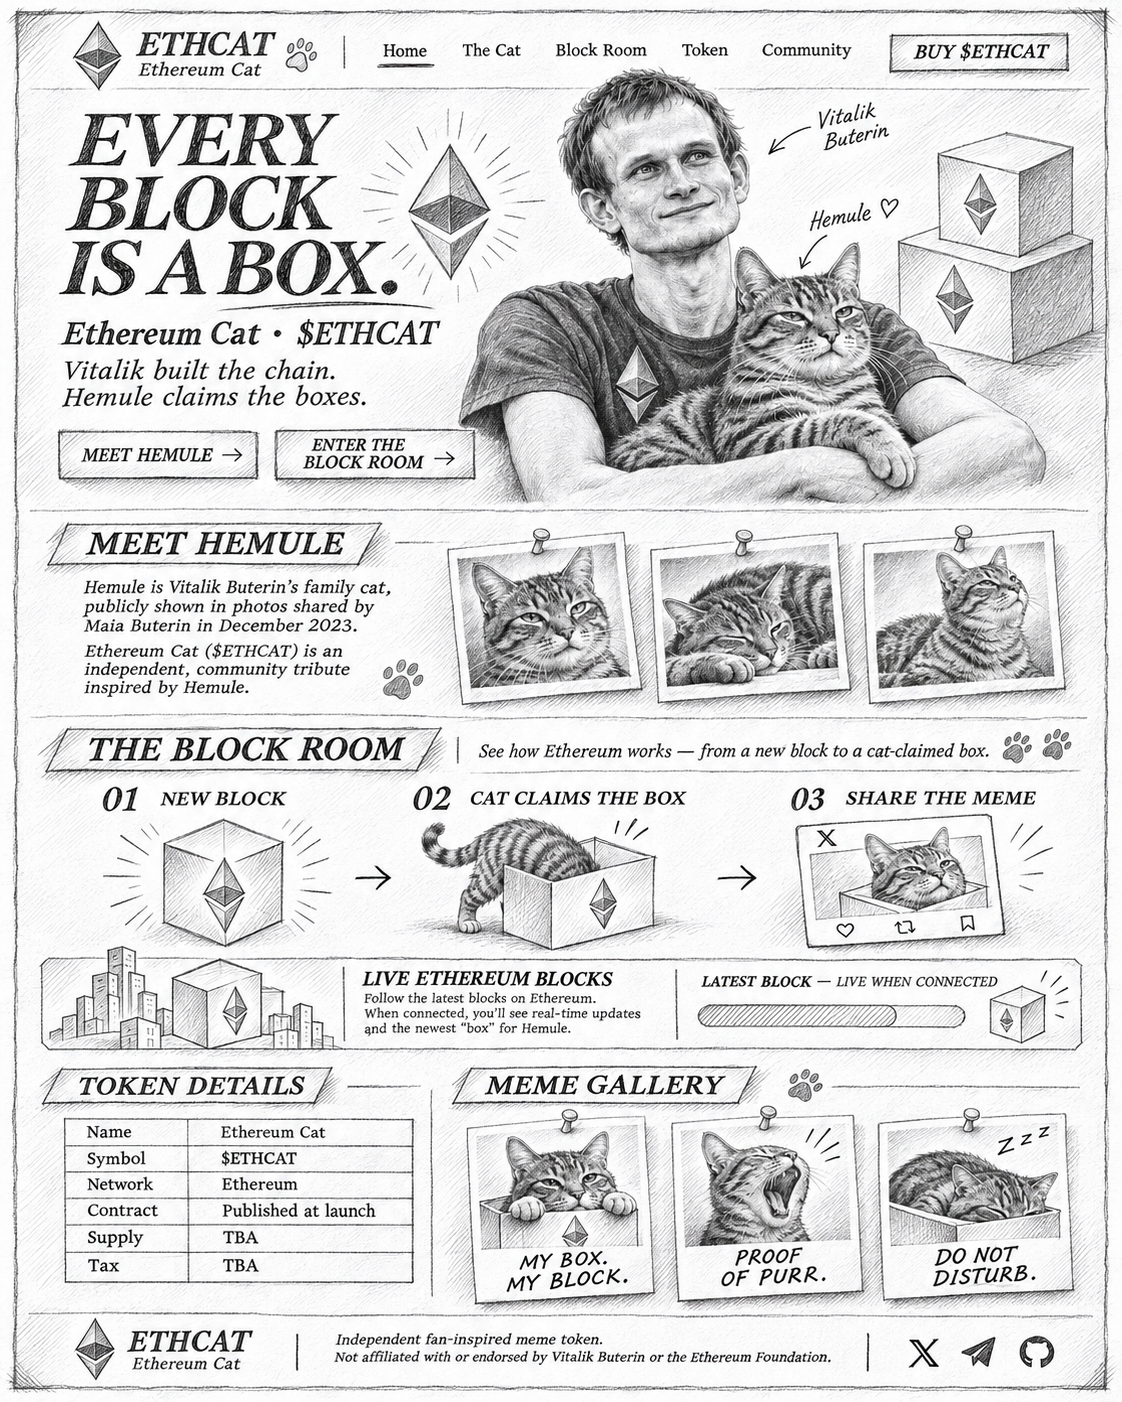 ETHCAT
Ethereum Cat
Home
The Cat
Block Room
Token
Community
BUY $ETHCAT
EVERY
BLOCK
IS A BOX.
Vitalik
Buterin
Hemule ♡
Ethereum Cat • $ETHCAT
Vitalik built the chain.
Hemule claims the boxes.
MEET HEMULE →
ENTER THE
BLOCK ROOM →
MEET HEMULE
Hemule is Vitalik Buterin's family cat,
publicly shown in photos shared by
Maia Buterin in December 2023.
Ethereum Cat ($ETHCAT) is an
independent, community tribute
inspired by Hemule.
THE BLOCK ROOM
See how Ethereum works — from a new block to a cat-claimed box.
01 NEW BLOCK
02 CAT CLAIMS THE BOX
03 SHARE THE MEME
X
LIVE ETHEREUM BLOCKS
Follow the latest blocks on Ethereum.
When connected, you'll see real-time updates
and the newest "box" for Hemule.
LATEST BLOCK — LIVE WHEN CONNECTED
TOKEN DETAILS
Name Ethereum Cat
Symbol $ETHCAT
Network Ethereum
Contract Published at launch
Supply TBA
Tax TBA
MEME GALLERY
MY BOX.
MY BLOCK.
PROOF
OF PURR.
Z Z Z
DO NOT
DISTURB.
ETHCAT
Ethereum Cat
Independent fan-inspired meme token.
Not affiliated with or endorsed by Vitalik Buterin or the Ethereum Foundation.
X